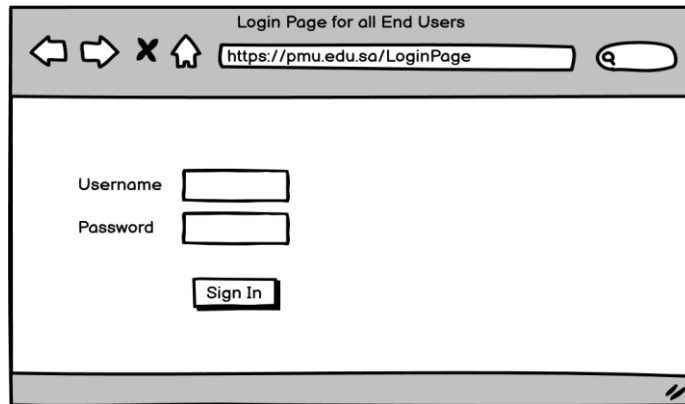 Login Page for all End Users
https://pmu.edu.sa/LoginPage
Username
Password
Sign In